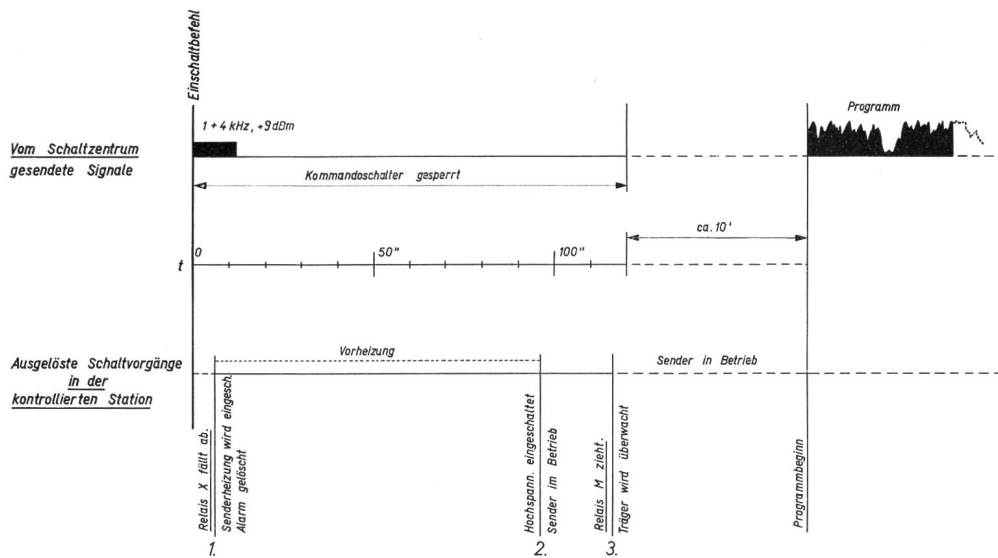 Einschaltbefehl
1 + 4 kHz, +9 dBm
Programm
Vom Schaltzentrum
gesendete Signale
Kommandoschalter gesperrt
ca. 10'
t
0
50"
100"
Ausgelöste Schaltvorgänge
in der
kontrollierten Station
Vorheizung
Sender in Betrieb
Relais X fällt ab.
Senderheizung wird eingesch.
Alarm gelöscht
Hochspann. eingeschaltet
Sender im Betrieb
Relais M zieht.
Träger wird überwacht
Programmbeginn
1.
2.
3.